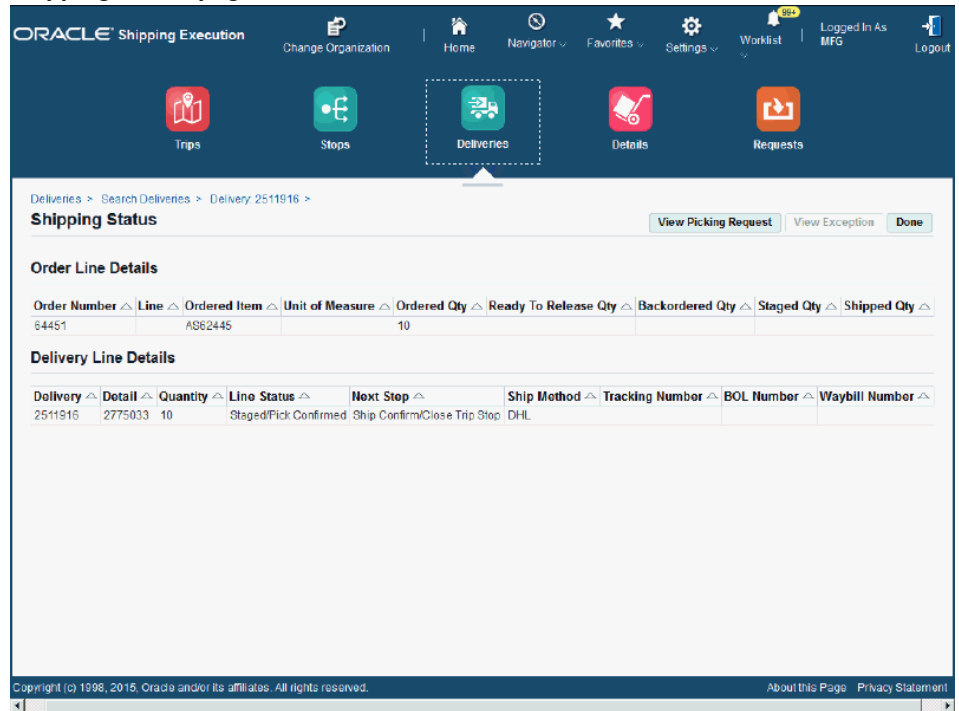 ORACLE® Shipping Execution
Change Organization
Home
Navigator
Favorites
Settings
99+
Worklist
Logged In As
MFG
Logout
Trips
Stops
Deliveries
Details
Requests
Deliveries > Search Deliveries > Delivery: 2511916 >
Shipping Status
View Picking Request
View Exception
Done
Order Line Details
Order Number Line Ordered Item Unit of Measure Ordered Qty Ready To Release Qty Backordered Qty Staged Qty Shipped Qty
64451 AS62445 10
Delivery Line Details
Delivery Detail Quantity Line Status Next Step Ship Method Tracking Number BOL Number Waybill Number
2511916 2775033 10 Staged/Pick Confirmed Ship Confirm/Close Trip Stop DHL
Copyright (c) 1998, 2015, Oracle and/or its affiliates. All rights reserved.
About this Page Privacy Statement